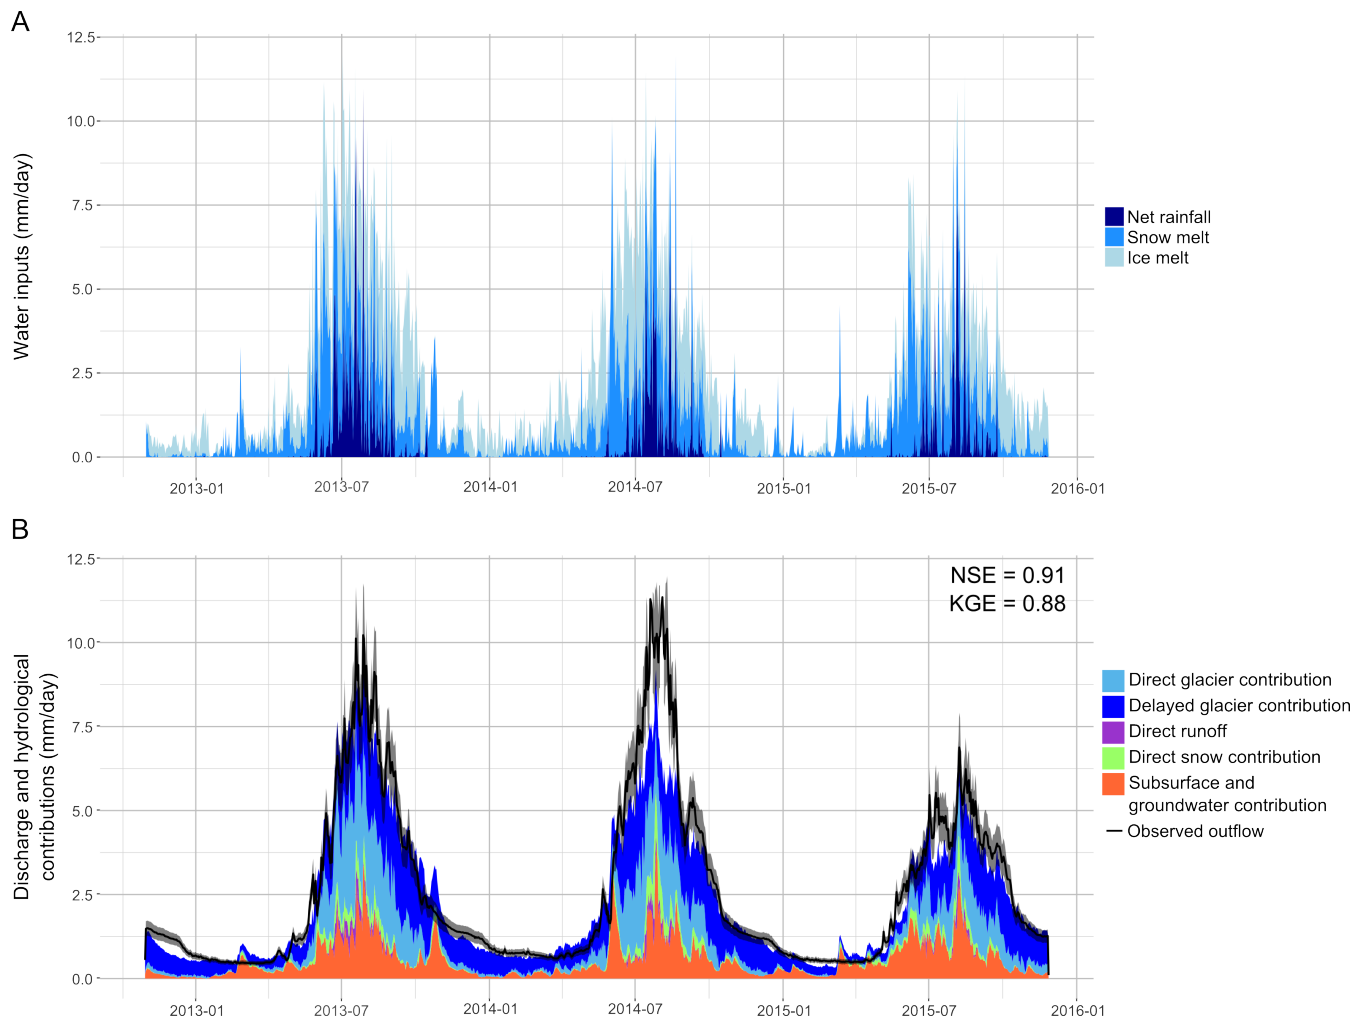 A
12.5
10.0
7.5
5.0
2.5
0.0
Water inputs (mm/day)
2013-01
2013-07
2014-01
2014-07
2015-01
2015-07
2016-01
Net rainfall
Snow melt
Ice melt
B
12.5
10.0
7.5
5.0
2.5
0.0
Discharge and hydrological
contributions (mm/day)
NSE = 0.91
KGE = 0.88
2013-01
2013-07
2014-01
2014-07
2015-01
2015-07
2016-01
Direct glacier contribution
Delayed glacier contribution
Direct runoff
Direct snow contribution
Subsurface and
groundwater contribution
Observed outflow